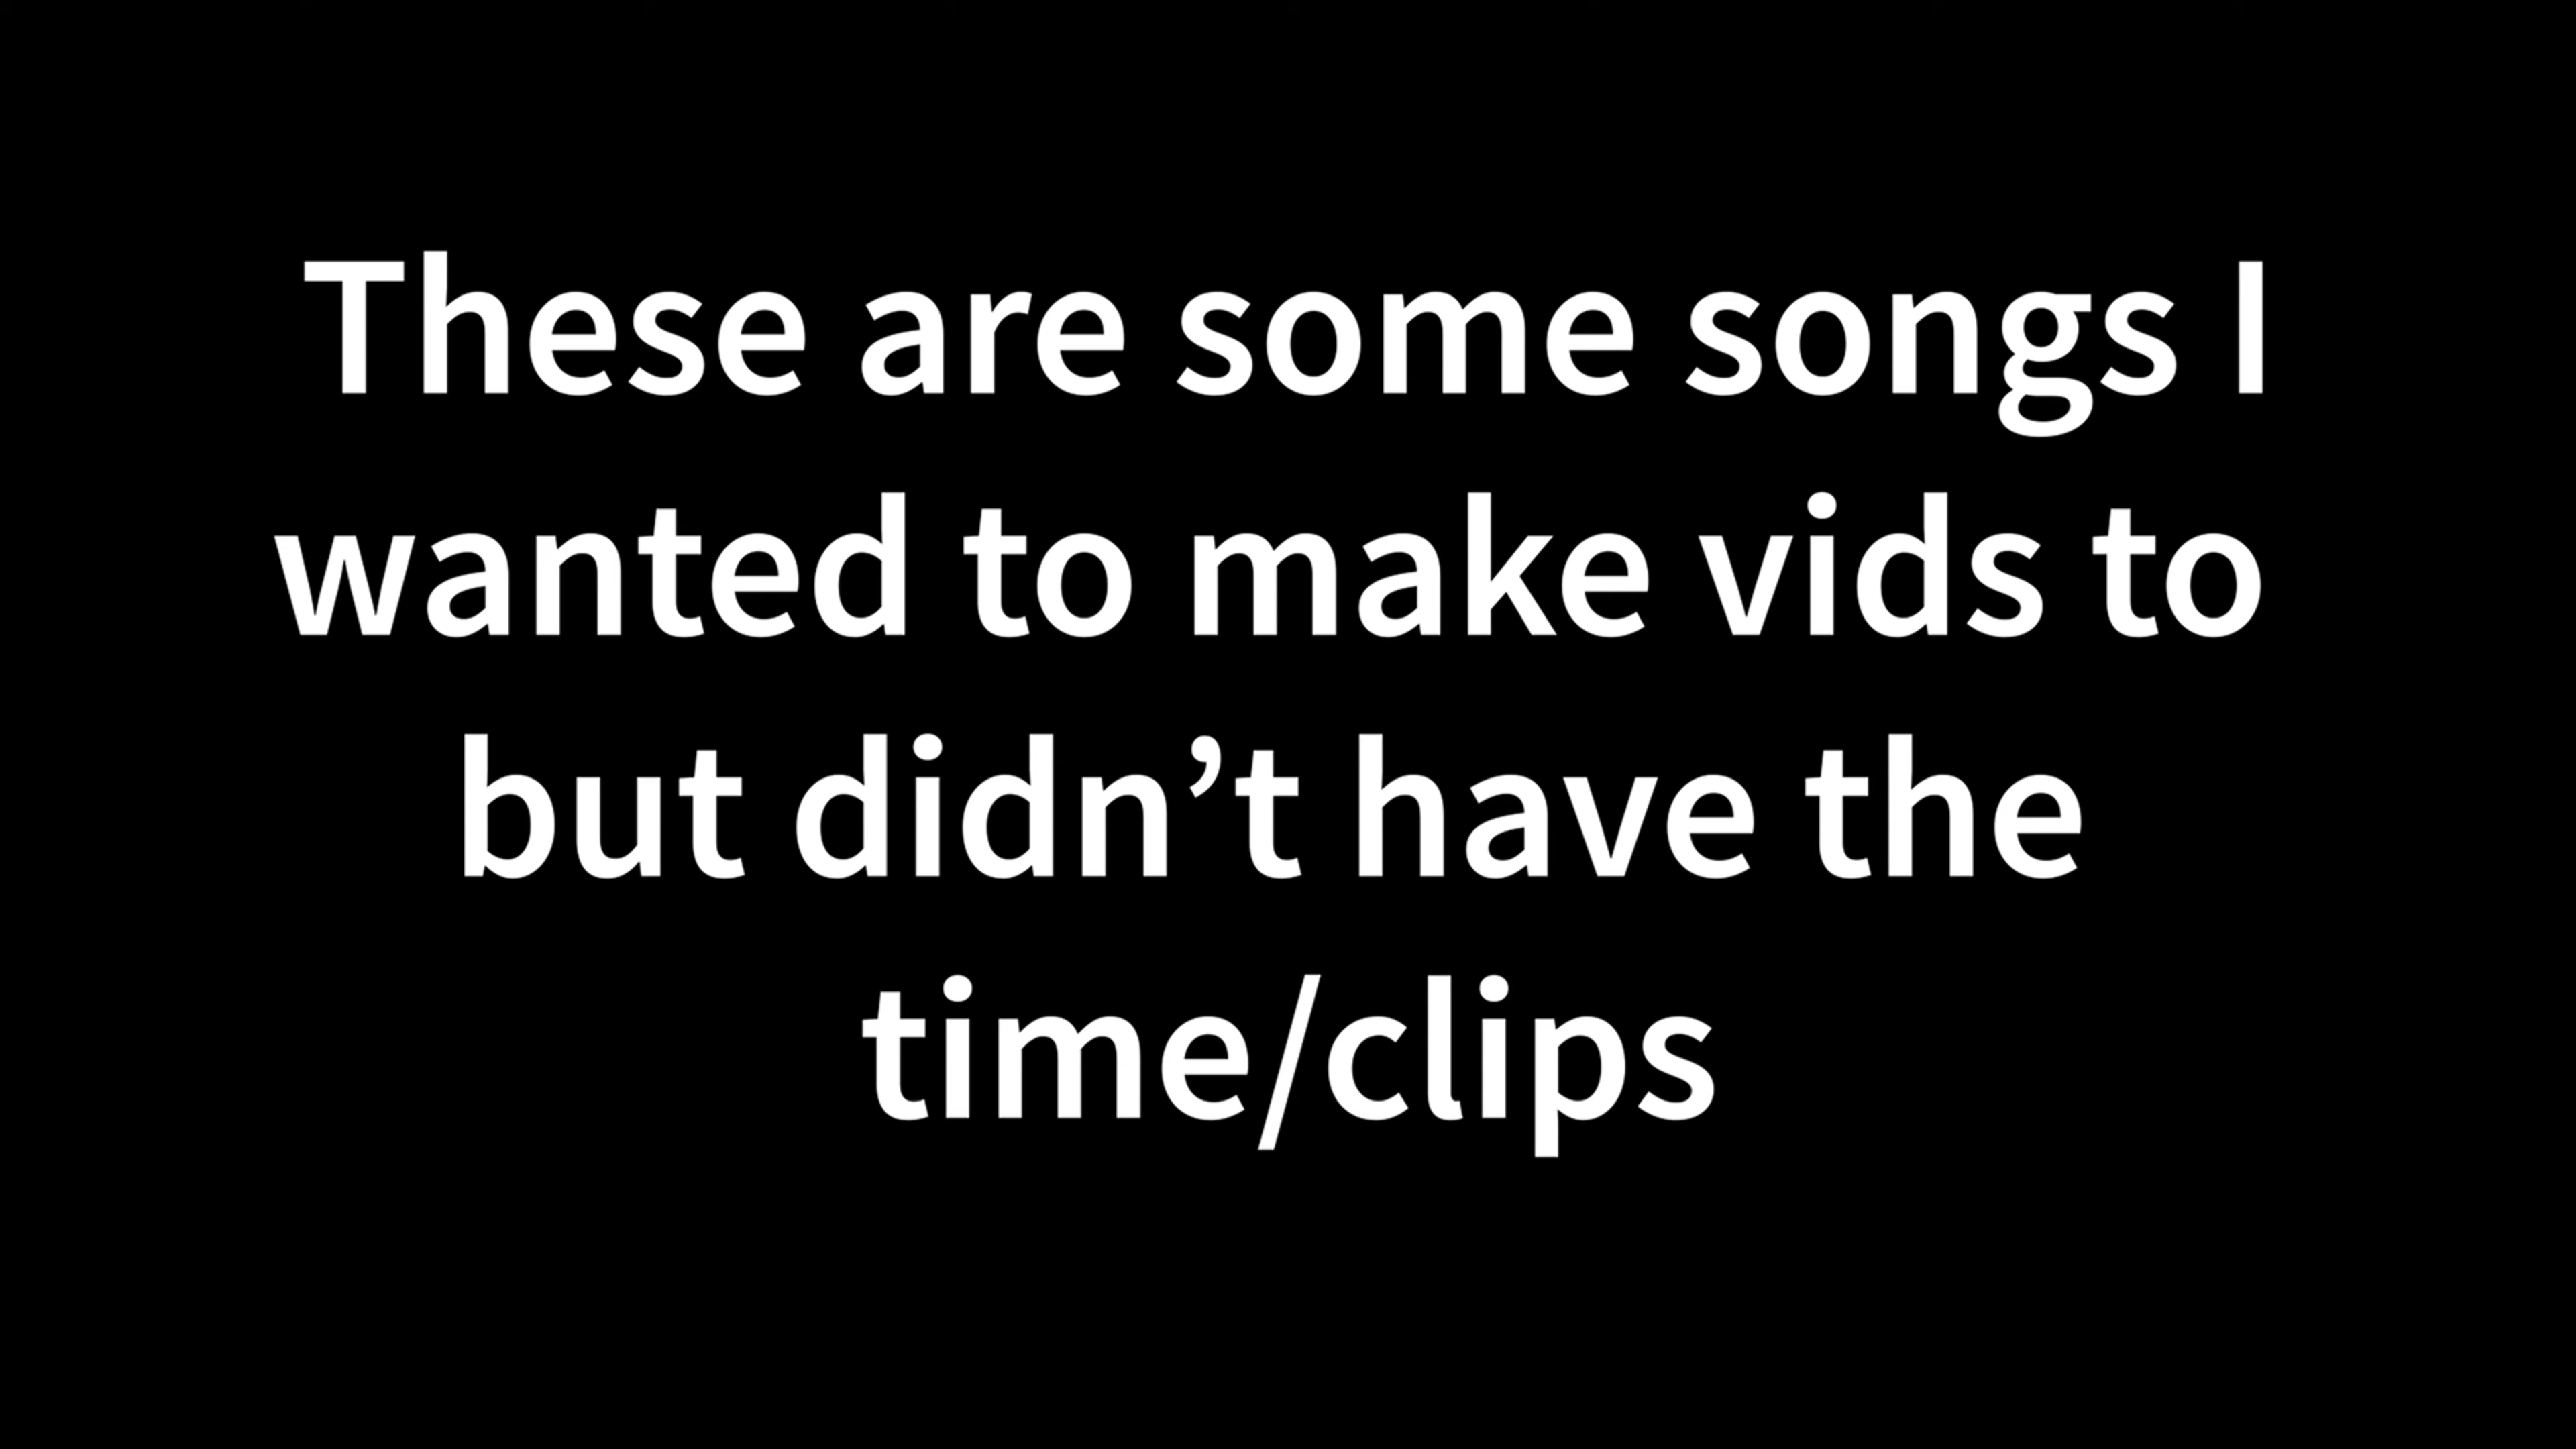 These are some songs I
wanted to make vids to
but didn’t have the
time/clips